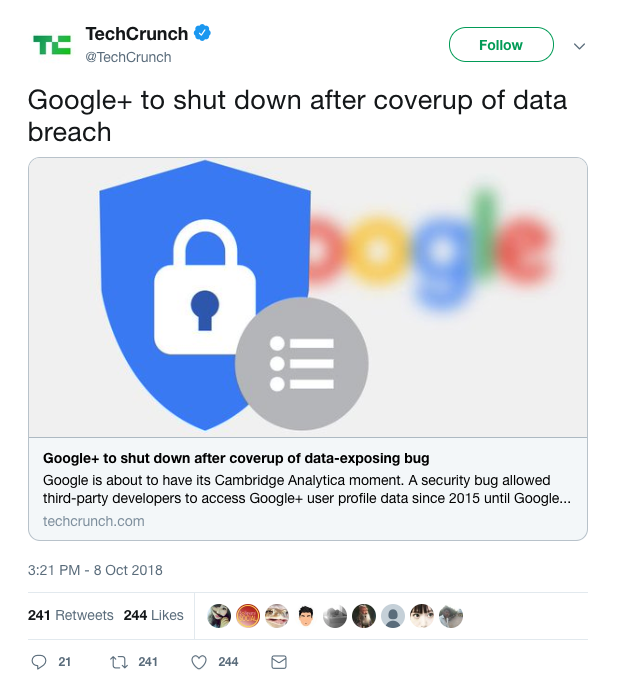 TechCrunch
@TechCrunch
Follow
Google+ to shut down after coverup of data
breach
Google
Google+ to shut down after coverup of data-exposing bug
Google is about to have its Cambridge Analytica moment. A security bug allowed
third-party developers to access Google+ user profile data since 2015 until Google...
techcrunch.com
3:21 PM - 8 Oct 2018
241 Retweets 244 Likes
21 241 244